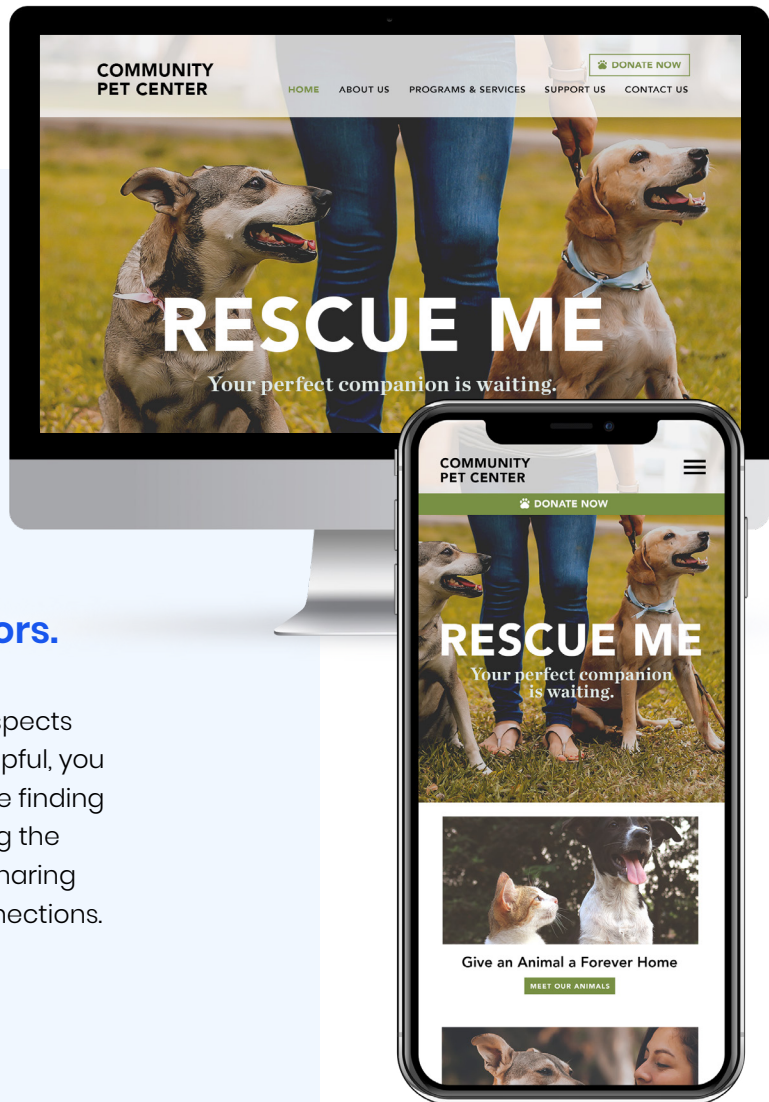 COMMUNITY
PET CENTER
DONATE NOW
HOME ABOUT US PROGRAMS & SERVICES SUPPORT US CONTACT US
RESCUE ME
Your perfect companion is waiting.
COMMUNITY
PET CENTER
DONATE NOW
RESCUE ME
Your perfect companion
is waiting.
Give an Animal a Forever Home
MEET OUR ANIMALS
ors.
spects
pful, you
e finding
g the
haring
nections.